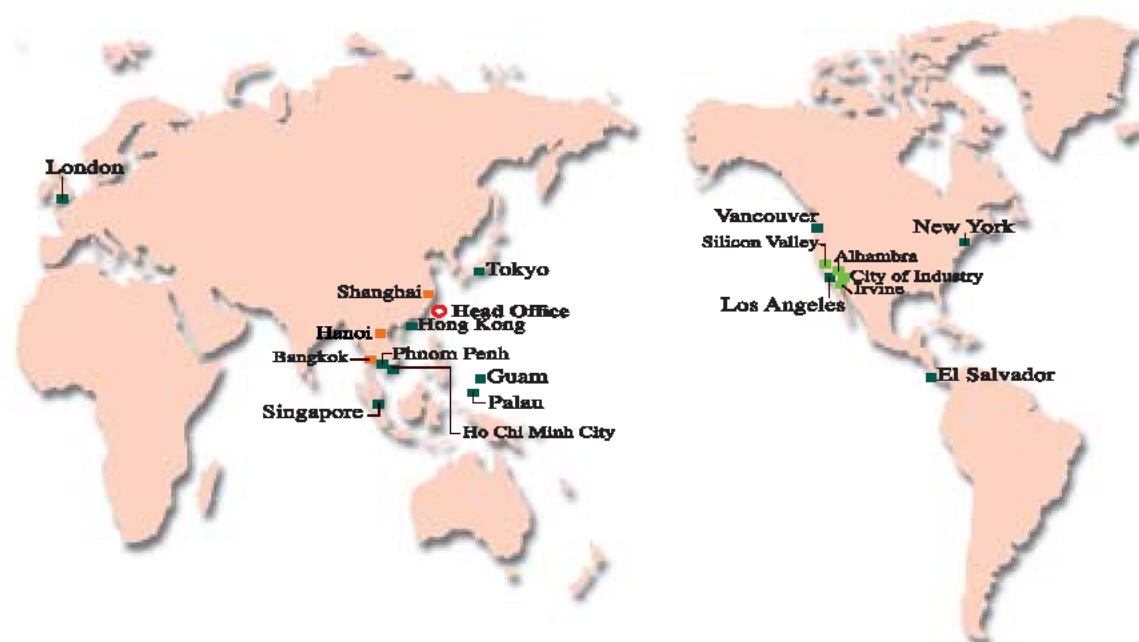 London
Vancouver
New York
Silicon Valley
Alhambra
Tokyo
City of Industry
Shanghai
Irvine
Los Angeles
Head Office
Hong Kong
Hanoi
Phnom Penh
Bangkok
Guam
El Salvador
Palau
Singapore
Ho Chi Minh City